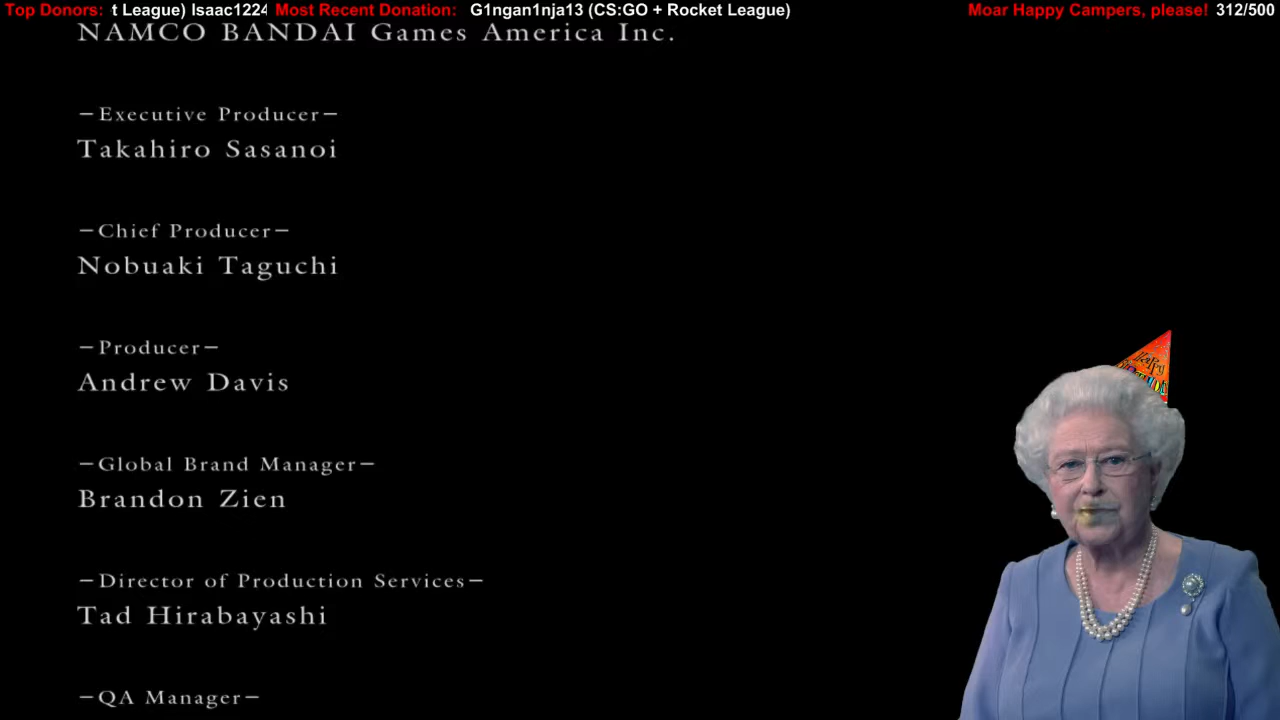 Top Donors: t League) Isaac1224 Most Recent Donation: G1ngan1nja13 (CS:GO + Rocket League) Moar Happy Campers, please! 312/500
NAMCO BANDAI Games America Inc.
–Executive Producer–
Takahiro Sasanoi
–Chief Producer–
Nobuaki Taguchi
–Producer–
Andrew Davis
–Global Brand Manager–
Brandon Zien
–Director of Production Services–
Tad Hirabayashi
–QA Manager–
Happy